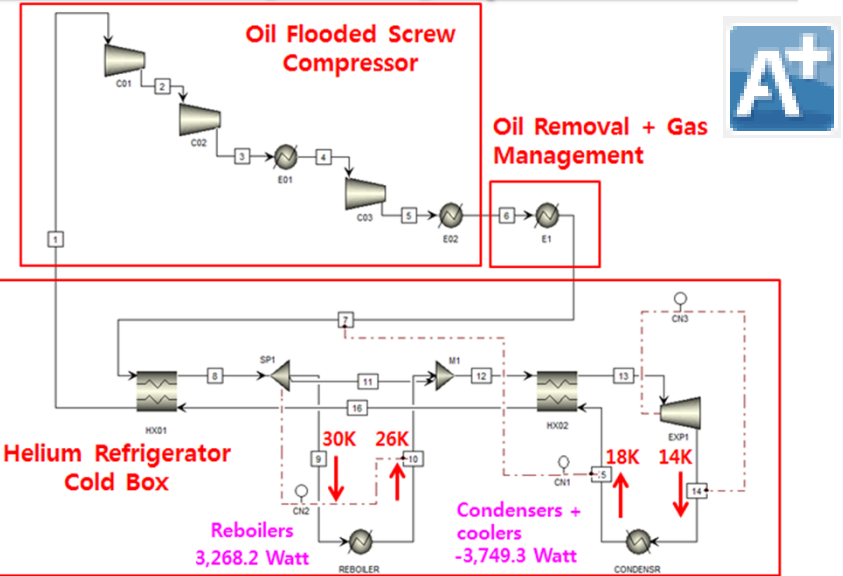 Oil Flooded Screw
Compressor
A+
C01
2
C02
3
E01
4
C03
5
E02
Oil Removal + Gas
Management
6
E1
1
7
CN3
HX01
8
SP1
11
M1
12
HX02
13
EXP1
16
Helium Refrigerator
Cold Box
30K
26K
9
10
CN2
Reboilers
3,268.2 Watt
REBOILER
18K
14K
CN1
15
14
Condensers +
coolers
-3,749.3 Watt
CONDENSR